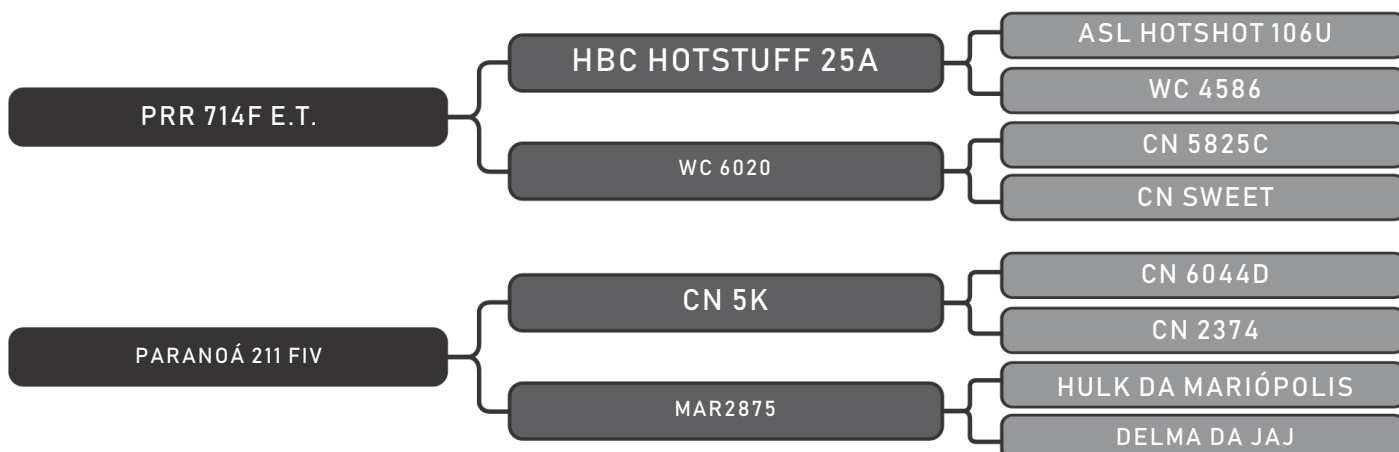 PRR 714F E.T.
HBC HOTSTUFF 25A
ASL HOTSHOT 106U
WC 4586
WC 6020
CN 5825C
CN SWEET
PARANOÁ 211 FIV
CN 5K
CN 6044D
CN 2374
MAR2875
HULK DA MARIÓPOLIS
DELMA DA JAJ